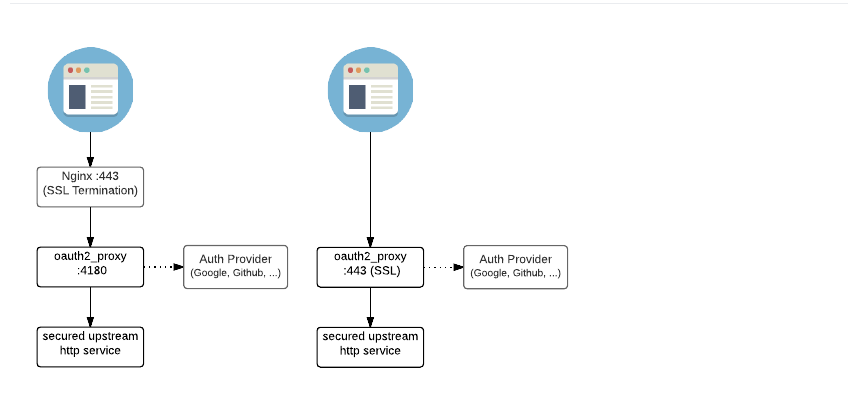 Nginx :443
(SSL Termination)
oauth2_proxy
:4180
Auth Provider
(Google, Github, ...)
secured upstream
http service
oauth2_proxy
:443 (SSL)
Auth Provider
(Google, Github, ...)
secured upstream
http service